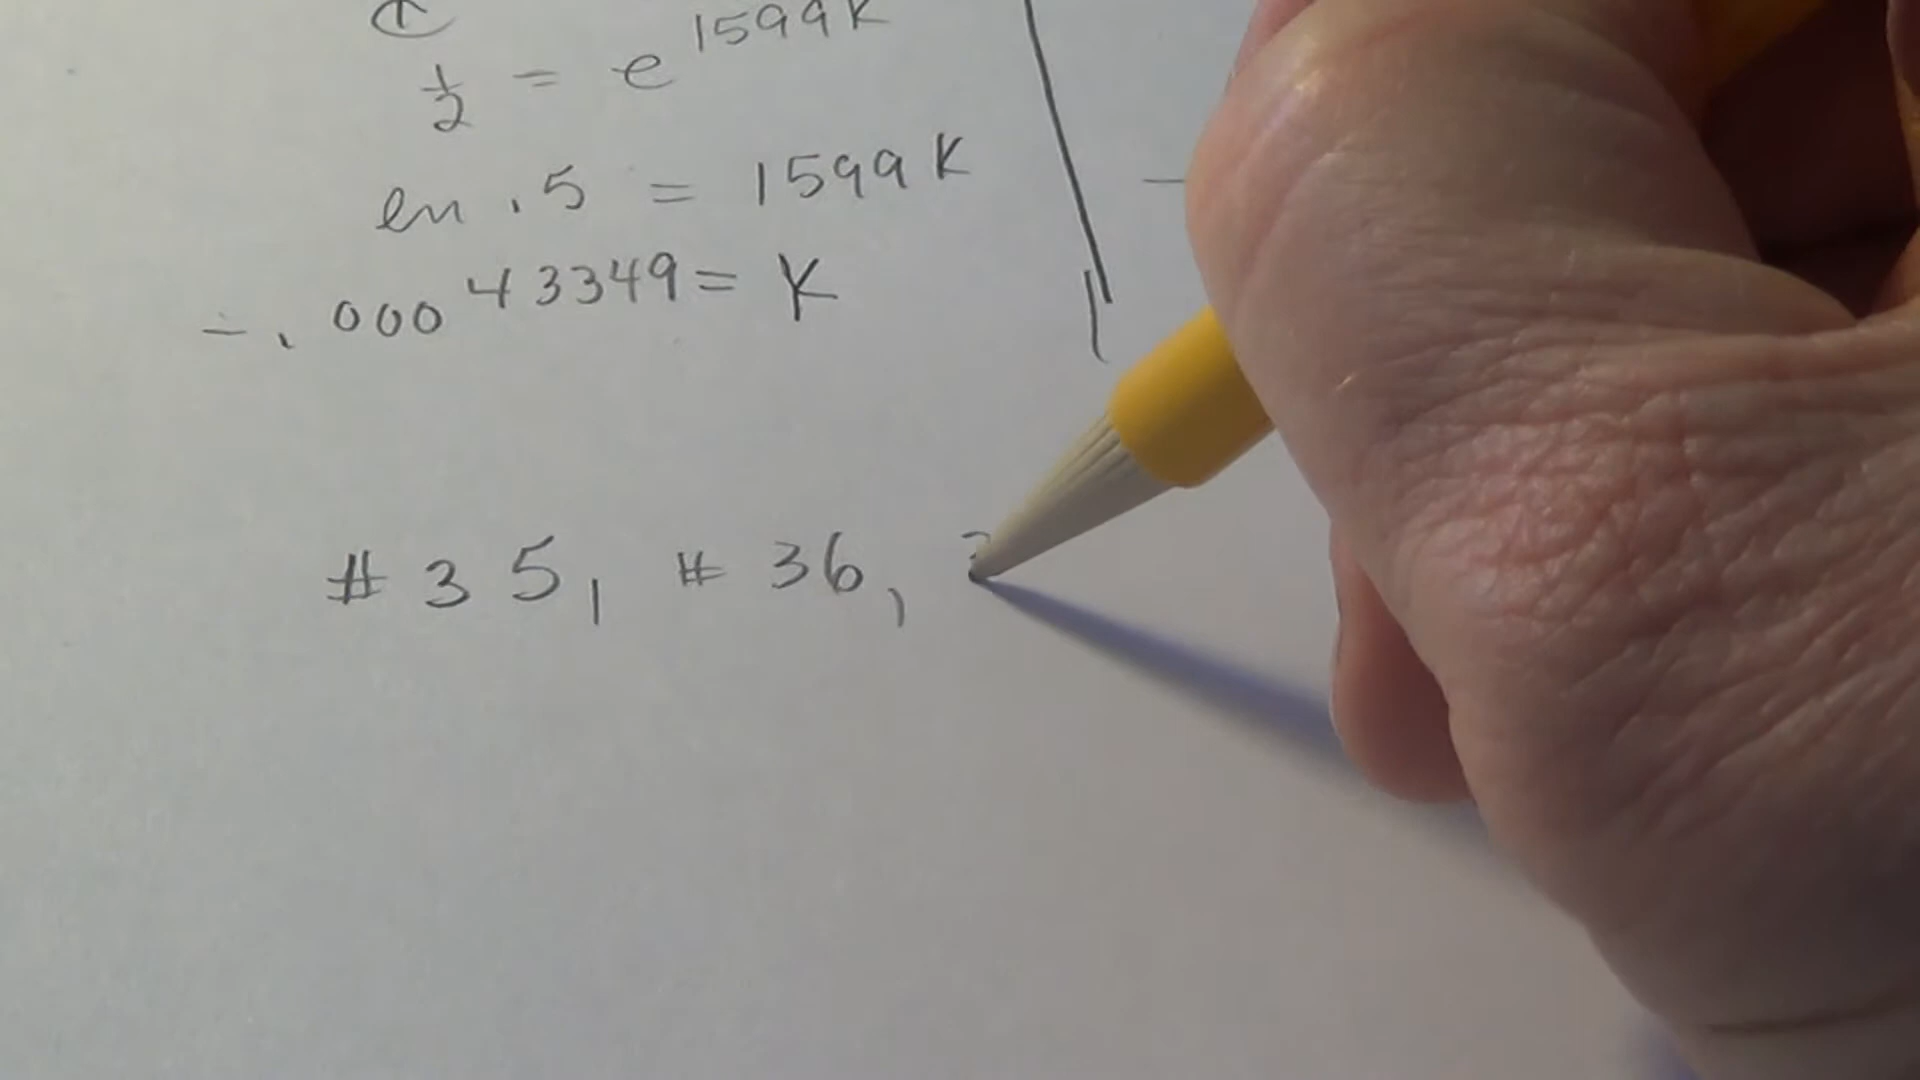 1/2 = e^1599K
ln .5 = 1599K
-.00043349 = K
# 35, # 36,